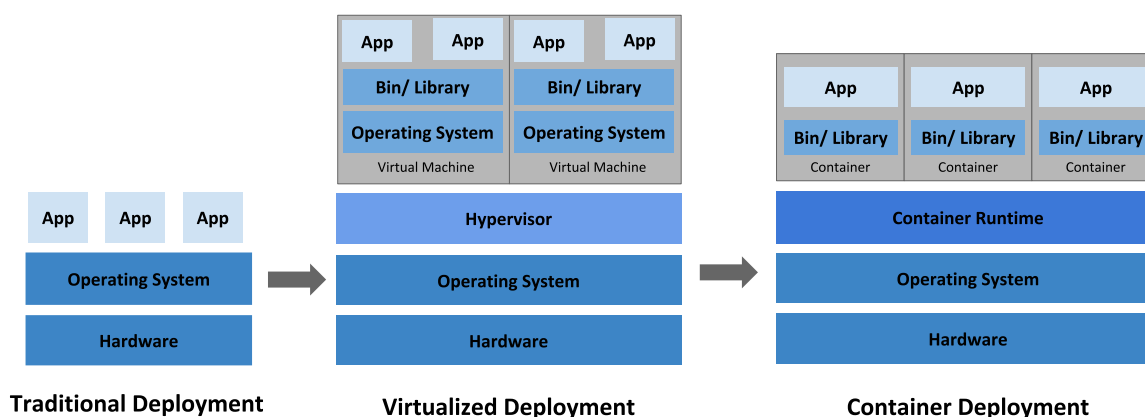 App App App
Operating System
Hardware
Traditional Deployment
App App App App
Bin/ Library Bin/ Library
Operating System Operating System
Virtual Machine Virtual Machine
Hypervisor
Operating System
Hardware
Virtualized Deployment
App App App
Bin/ Library Bin/ Library Bin/ Library
Container Container Container
Container Runtime
Operating System
Hardware
Container Deployment